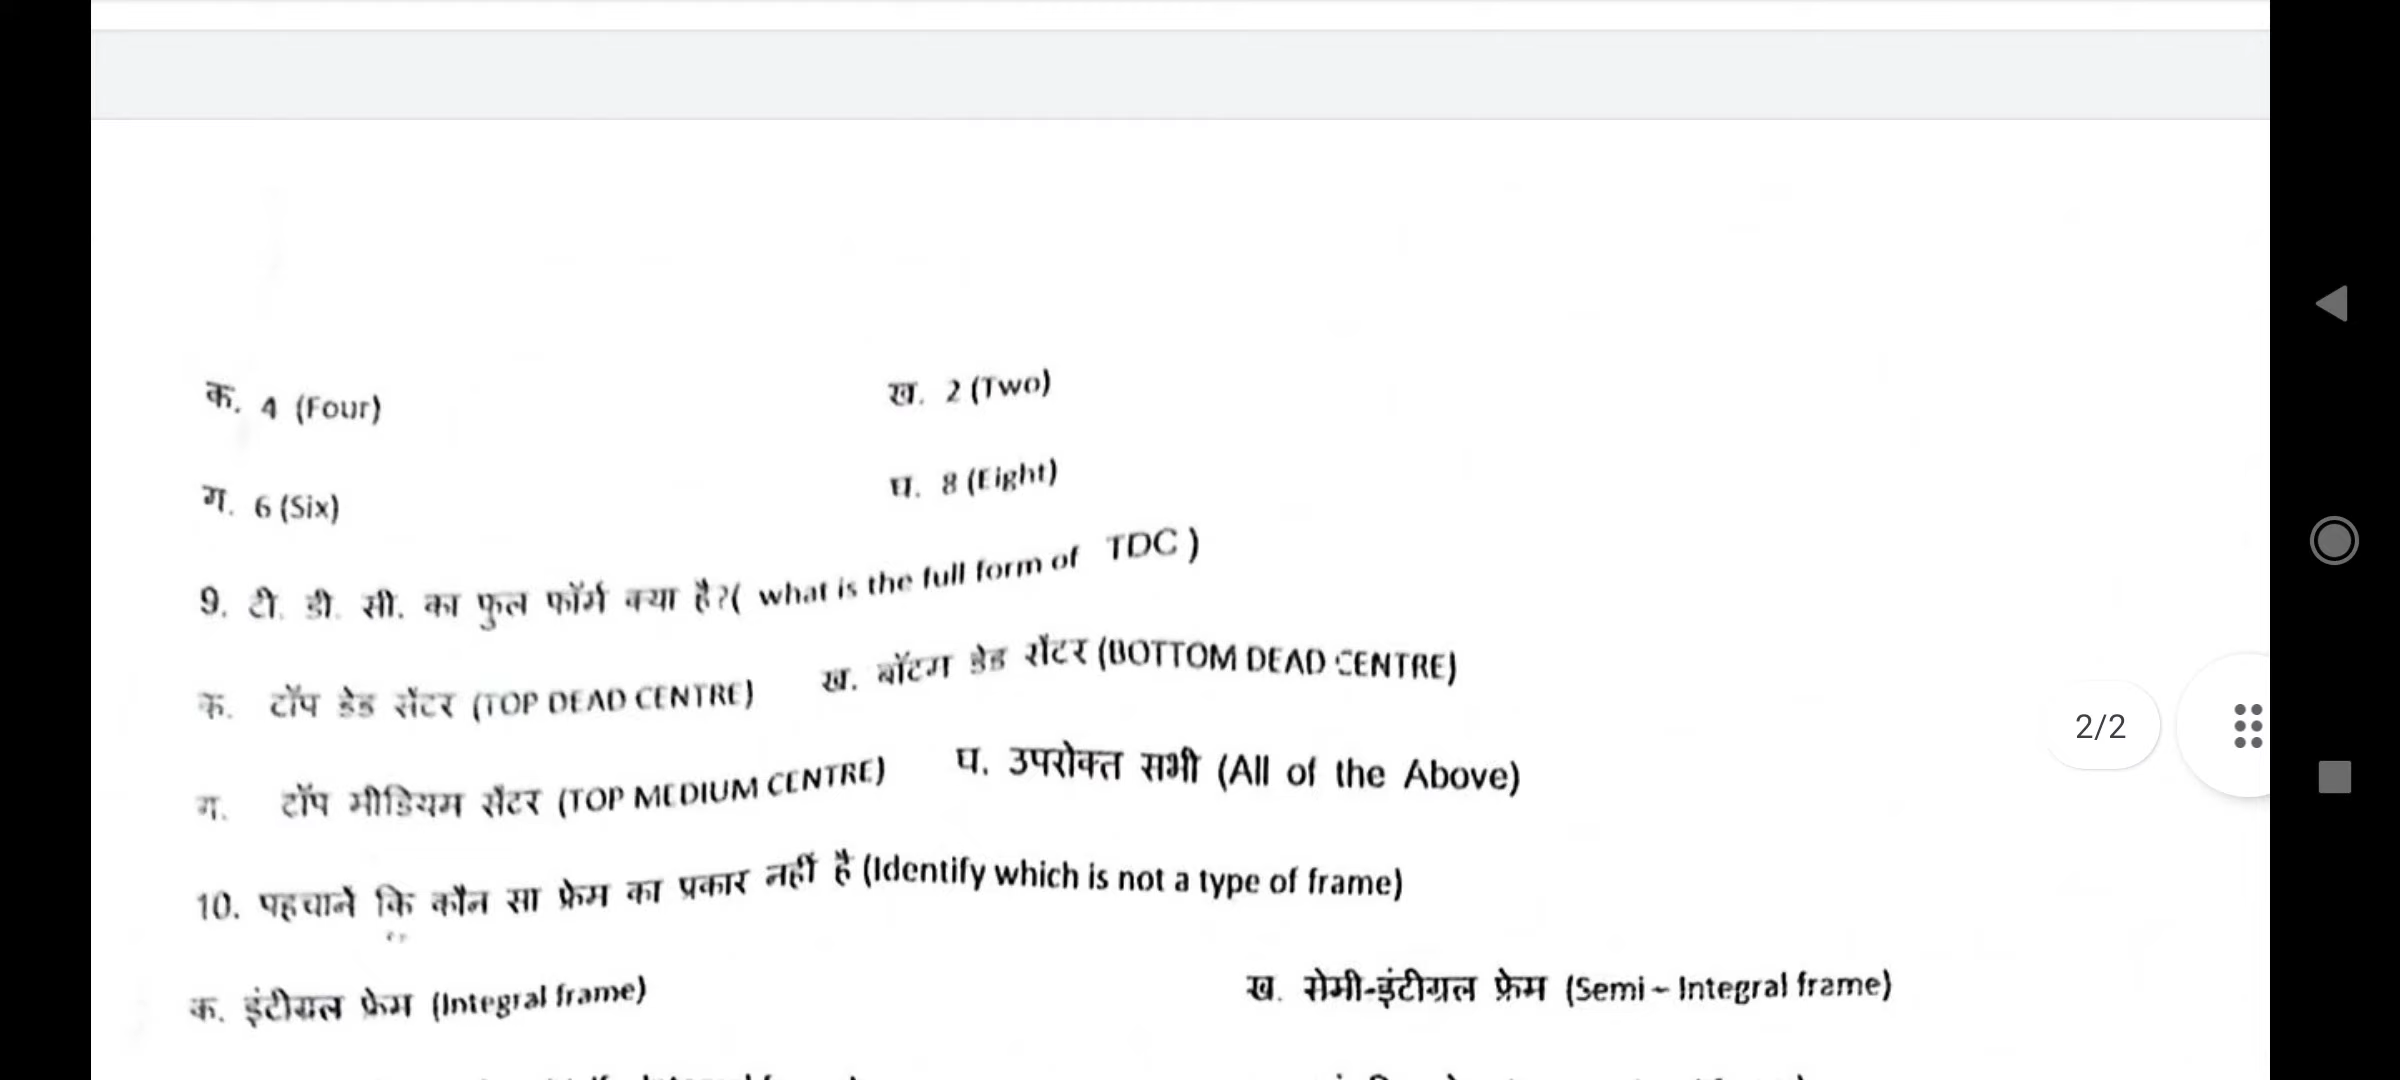 क. 4 (Four) ख. 2 (Two)
ग. 6 (Six) घ. 8 (Eight)
9. टी. डी. सी. का फुल फॉर्म क्या है?( what is the full form of TDC )
क. टॉप डेड सेंटर (TOP DEAD CENTRE) ख. बॉटम डेड सेंटर (BOTTOM DEAD CENTRE)
ग. टॉप मीडियम सेंटर (TOP MEDIUM CENTRE) घ. उपरोक्त सभी (All of the Above)
2/2
10. पहचाने कि कौन सा फ्रेम का प्रकार नहीं है (Identify which is not a type of frame)
क. इंटीग्रल फ्रेम (Integral frame) ख. सेमी-इंटीग्रल फ्रेम (Semi – Integral frame)